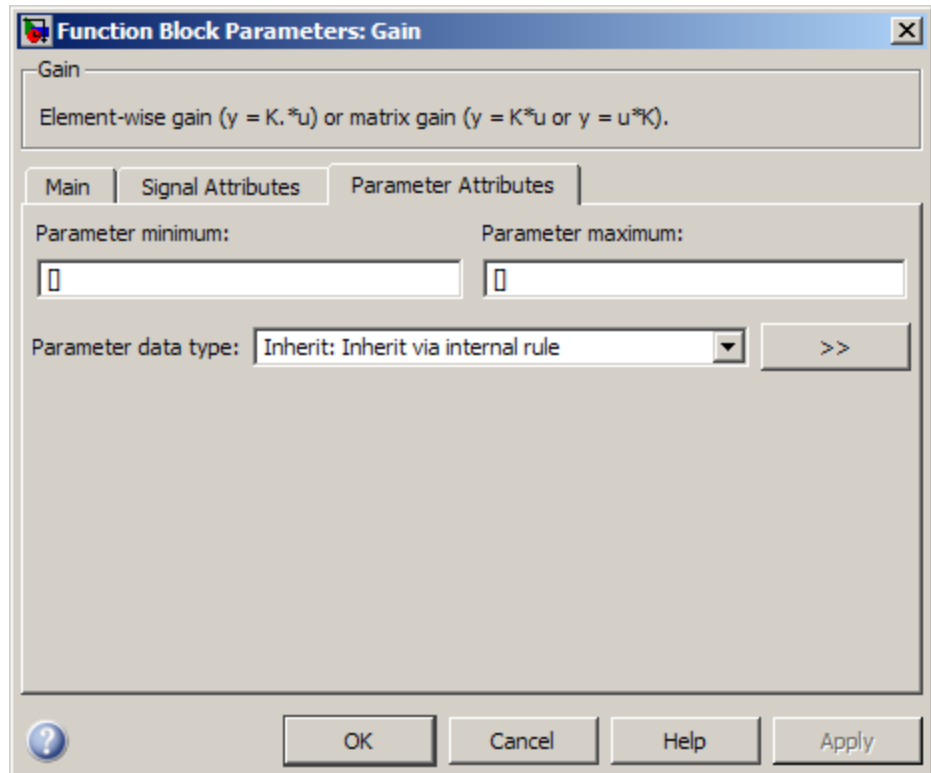 Function Block Parameters: Gain
Gain
Element-wise gain (y = K.*u) or matrix gain (y = K*u or y = u*K).
Main Signal Attributes Parameter Attributes
Parameter minimum: Parameter maximum:
[] []
Parameter data type: Inherit: Inherit via internal rule >>
OK Cancel Help Apply